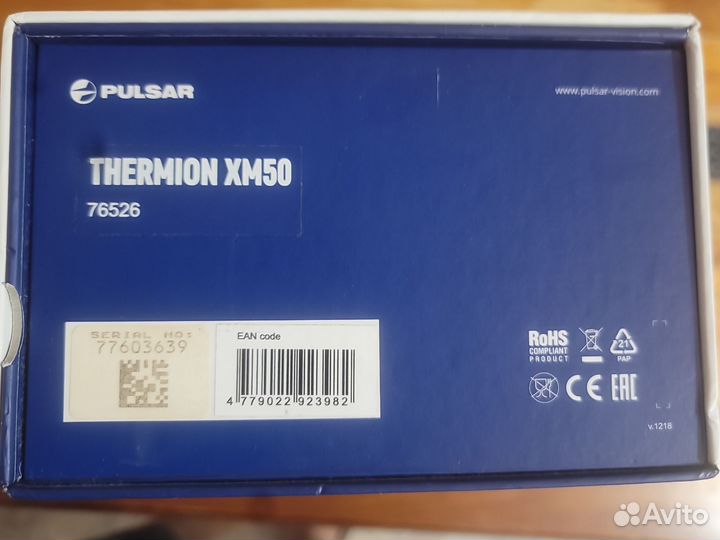 PULSAR
www.pulsar-vision.com
THERMION XM50
76526
SERIAL NO:
77603639
EAN code
4 779022 923982
RoHS
COMPLIANT
PRODUCT
21
PAP
CE EAC
v.1218
Avito